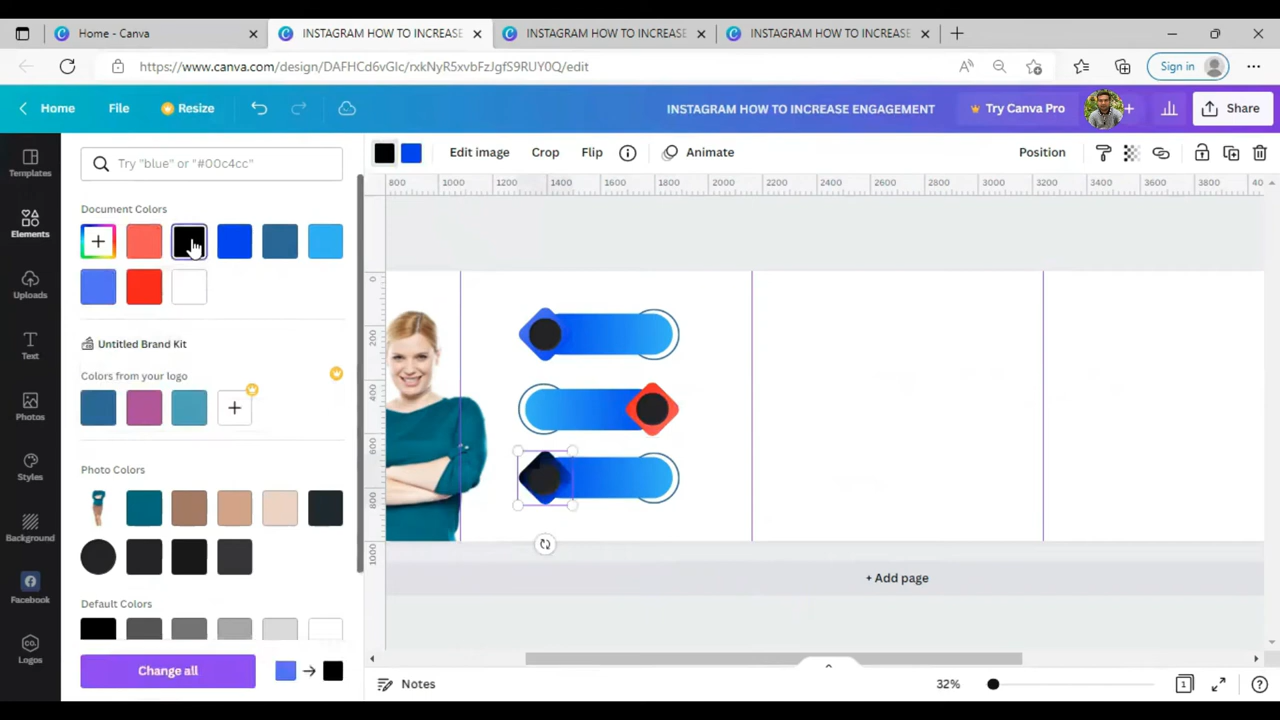 Home - Canva
INSTAGRAM HOW TO INCREASE
INSTAGRAM HOW TO INCREASE
INSTAGRAM HOW TO INCREASE
https://www.canva.com/design/DAFHCd6vGlc/rxkNyR5xvbFzJgfS9RUY0Q/edit
Sign in
Home
File
Resize
INSTAGRAM HOW TO INCREASE ENGAGEMENT
Try Canva Pro
Share
Templates
Elements
Uploads
Text
Photos
Styles
Background
Facebook
CO.
Logos
Try "blue" or "#00c4cc"
Document Colors
Untitled Brand Kit
Colors from your logo
Photo Colors
Default Colors
Change all
Edit image
Crop
Flip
Animate
Position
800 1000 1200 1400 1600 1800 2000 2200 2400 2600 2800 3000 3200 3400 3600 3800 40
0
200
400
600
800
1000
+ Add page
Notes
32%
1